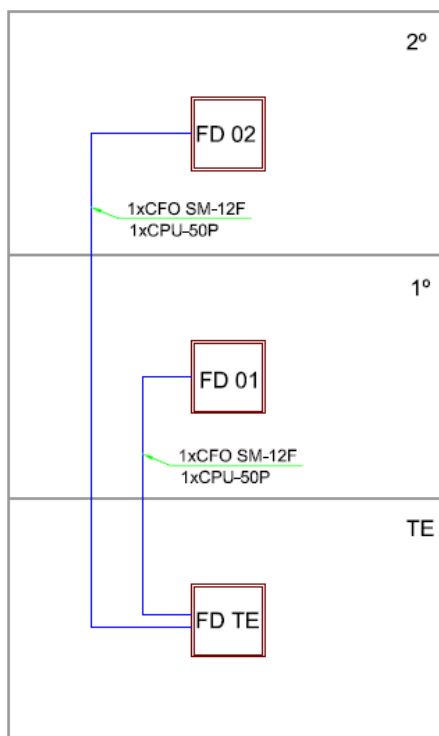 2º
FD 02
1xCFO SM-12F
1xCPU-50P
1º
FD 01
1xCFO SM-12F
1xCPU-50P
TE
FD TE